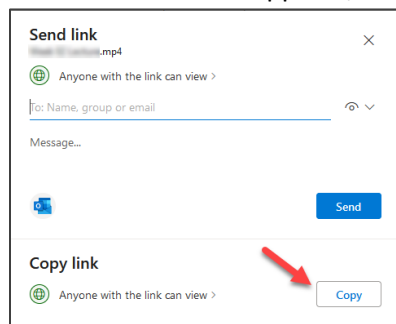 Send link
.mp4
Anyone with the link can view >
To: Name, group or email
Message...
Send
Copy link
Anyone with the link can view >
Copy